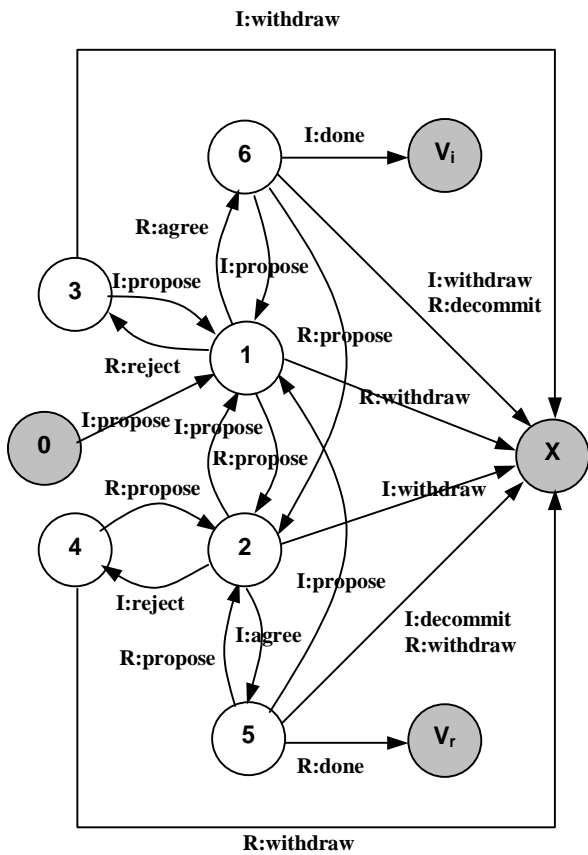 I:withdraw
6
I:done
Vi
R:agree
I:propose
3
I:propose
I:withdraw
R:decommit
R:propose
1
R:reject
R:withdraw
0
I:propose
I:propose
R:propose
X
R:propose
I:withdraw
4
2
I:reject
I:propose
I:agree
I:decommit
R:withdraw
R:propose
5
Vr
R:done
R:withdraw